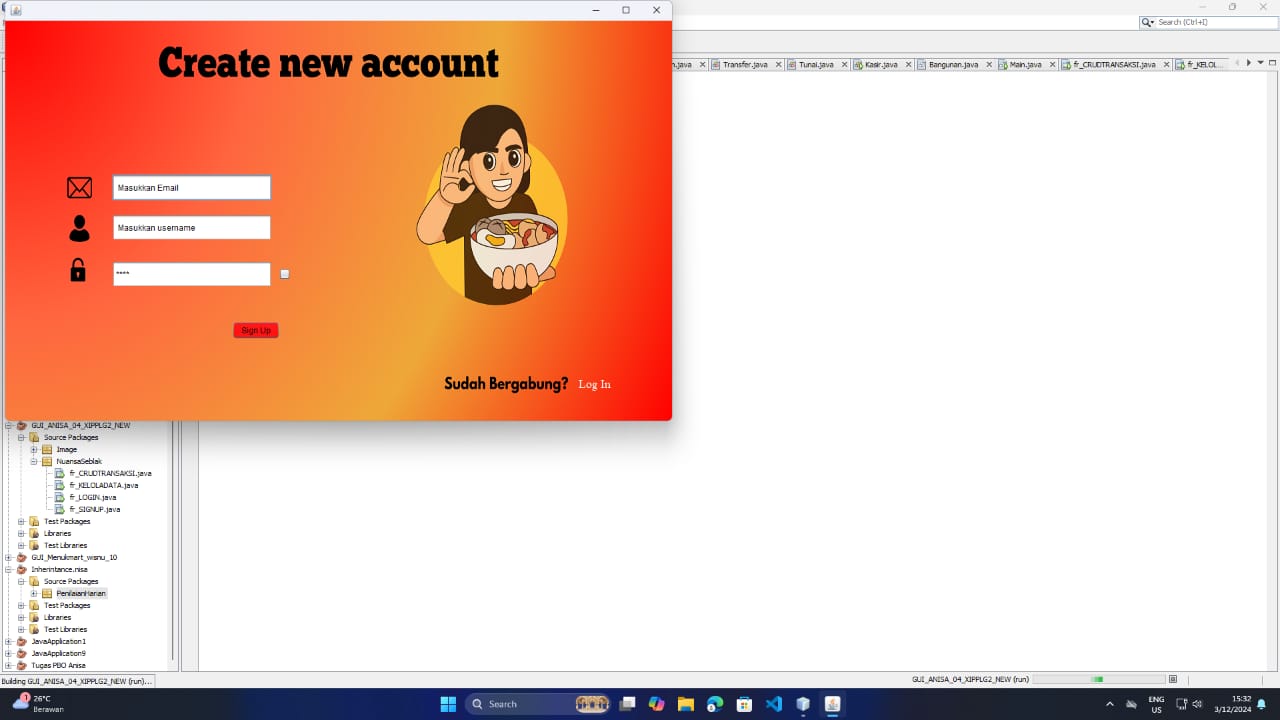 Create new account
Masukkan Email
Masukkan username
****
Sign Up
Sudah Bergabung? Log In
Search (Ctrl+I)
n.java
Transfer.java
Tunai.java
Kasir.java
Bangunan.java
Main.java
fr_CRUDTRANSAKSI.java
fr_KELOL...
GUI_ANISA_04_XIPPLG2_NEW
Source Packages
Image
NuansaSeblak
fr_CRUDTRANSAKSI.java
fr_KELOLADATA.java
fr_LOGIN.java
fr_SIGNUP.java
Test Packages
Libraries
Test Libraries
GUI_Menukmart_wisnu_10
Inherintance.nisa
Source Packages
PenilaianHarian
Test Packages
Libraries
Test Libraries
JavaApplication1
JavaApplication9
Tugas PBO Anisa
Building GUI_ANISA_04_XIPPLG2_NEW (run)...
GUI_ANISA_04_XIPPLG2_NEW (run)
1
26°C
Berawan
Search
ENG
US
15:32
3/12/2024